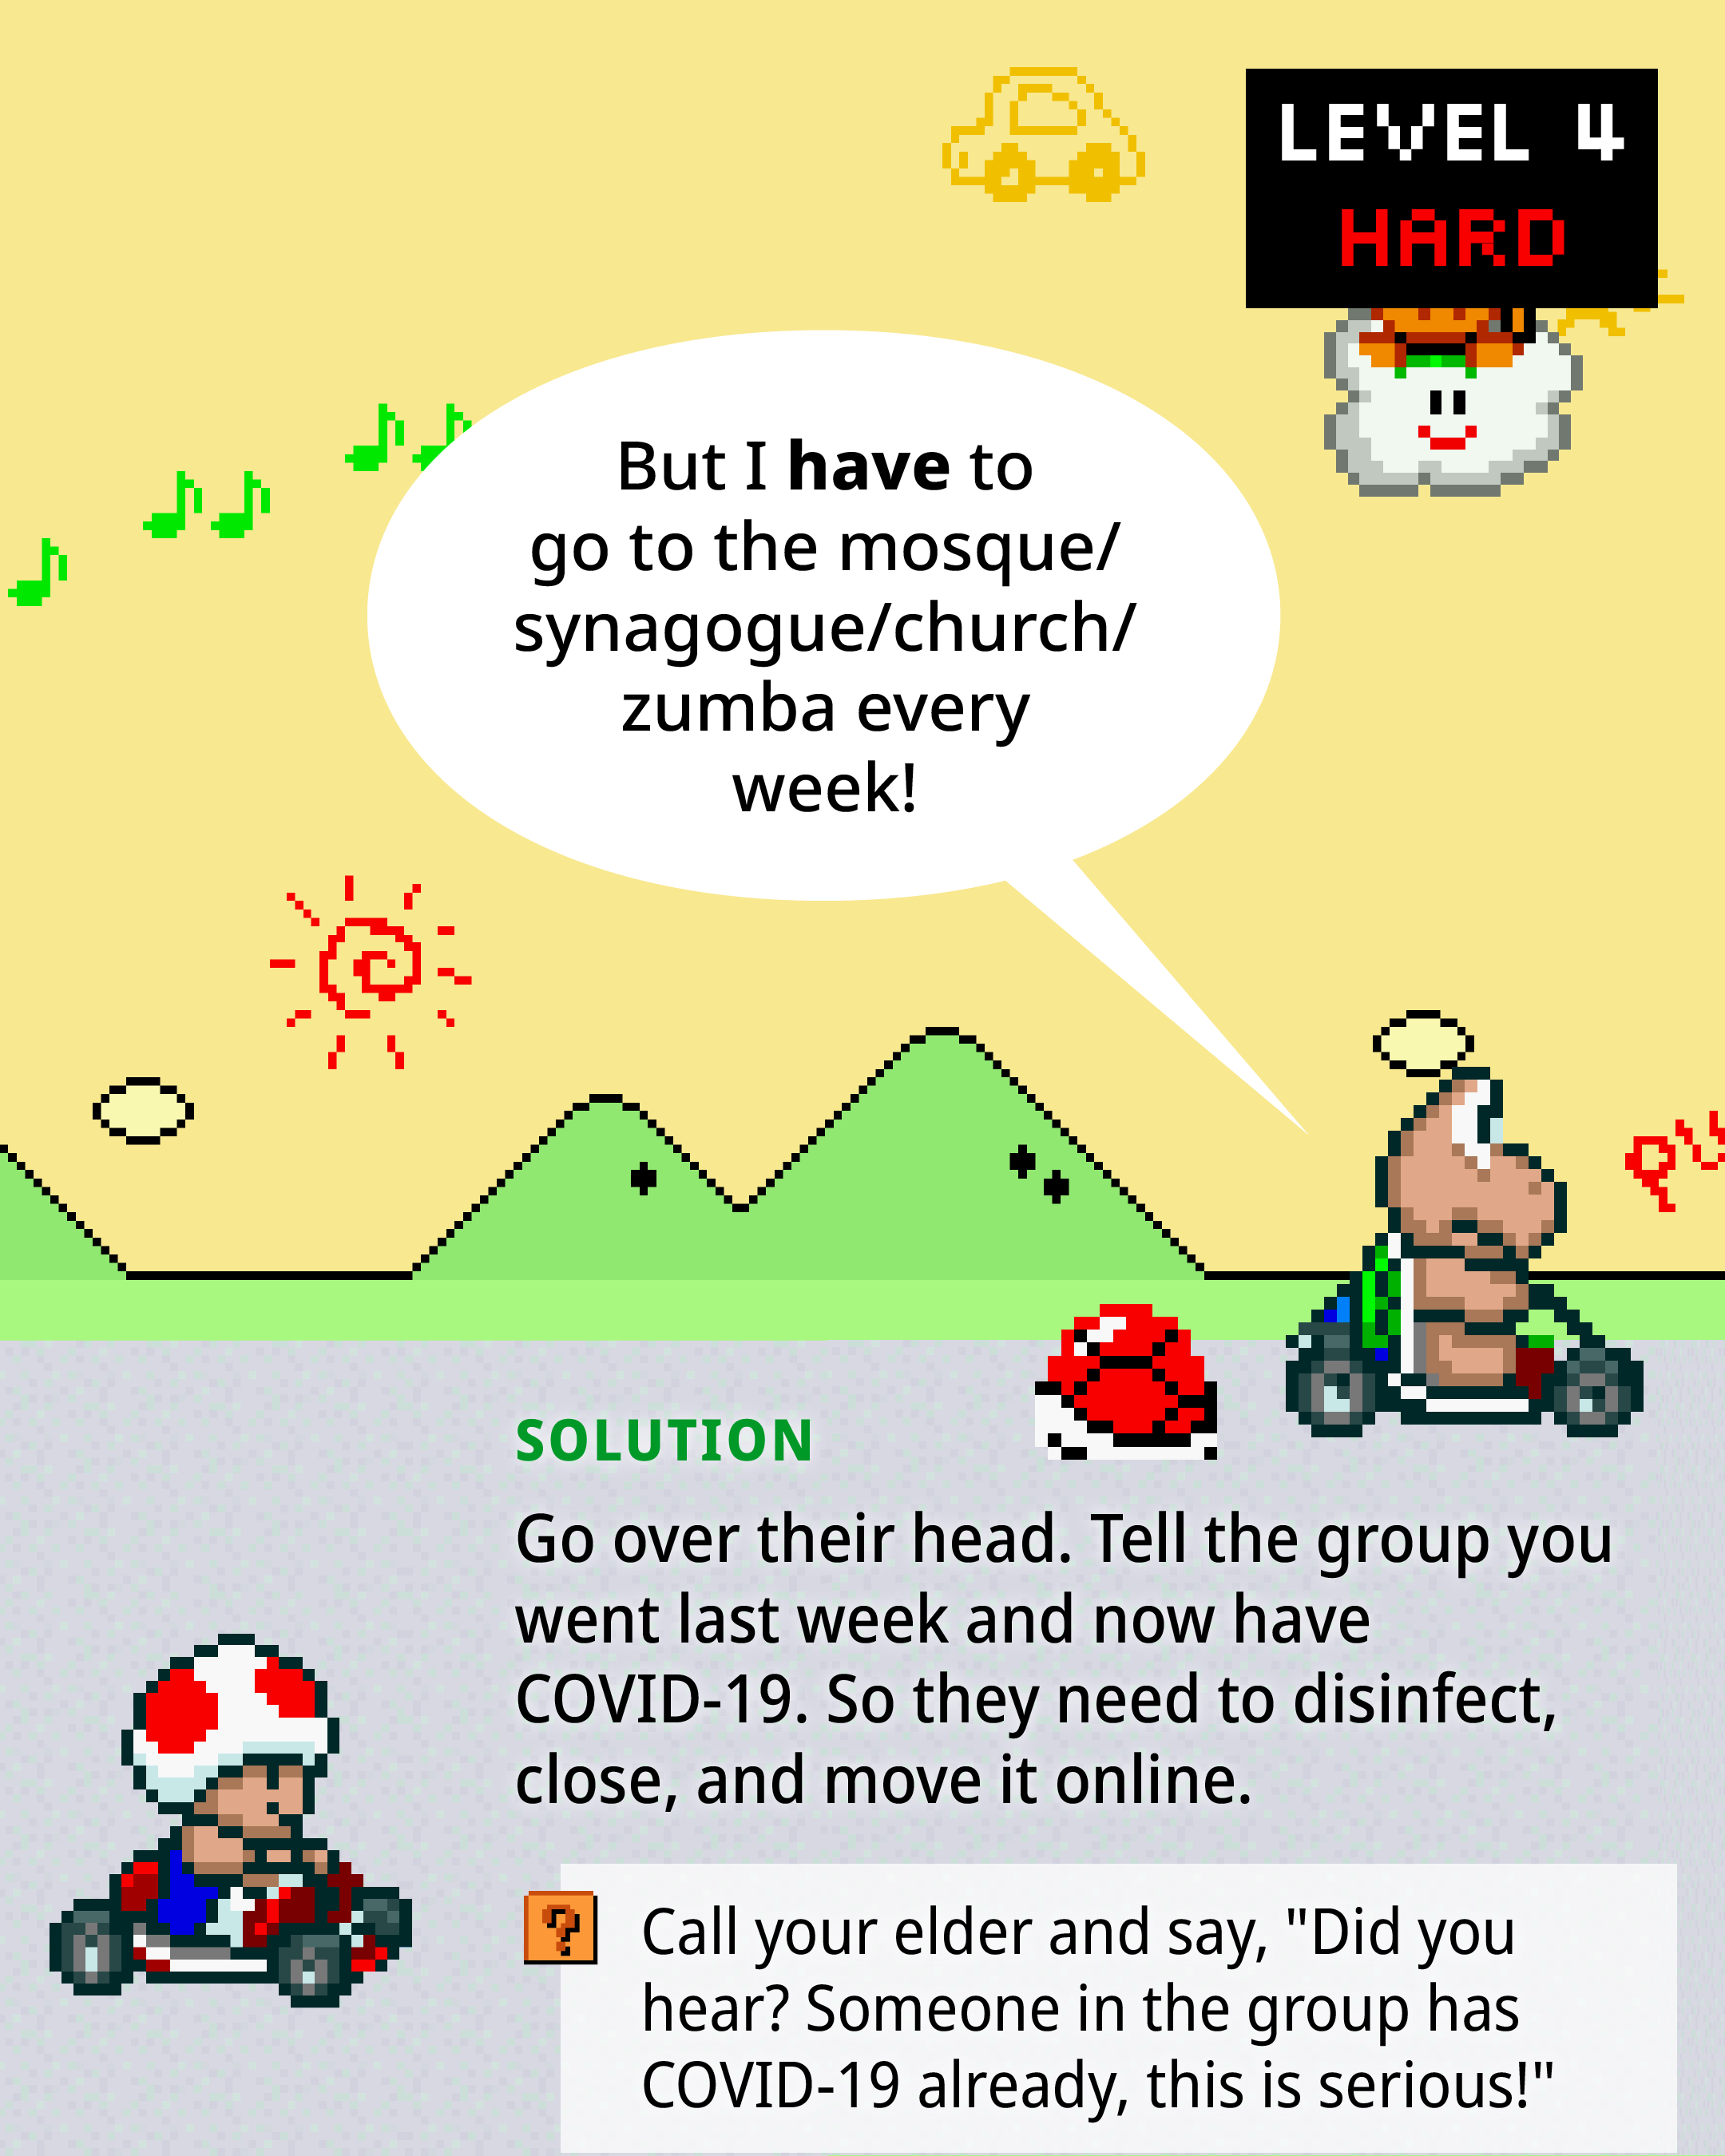 LEVEL 4
HARD
But I have to
go to the mosque/
synagogue/church/
zumba every
week!
SOLUTION
Go over their head. Tell the group you
went last week and now have
COVID-19. So they need to disinfect,
close, and move it online.
?
Call your elder and say, "Did you
hear? Someone in the group has
COVID-19 already, this is serious!"